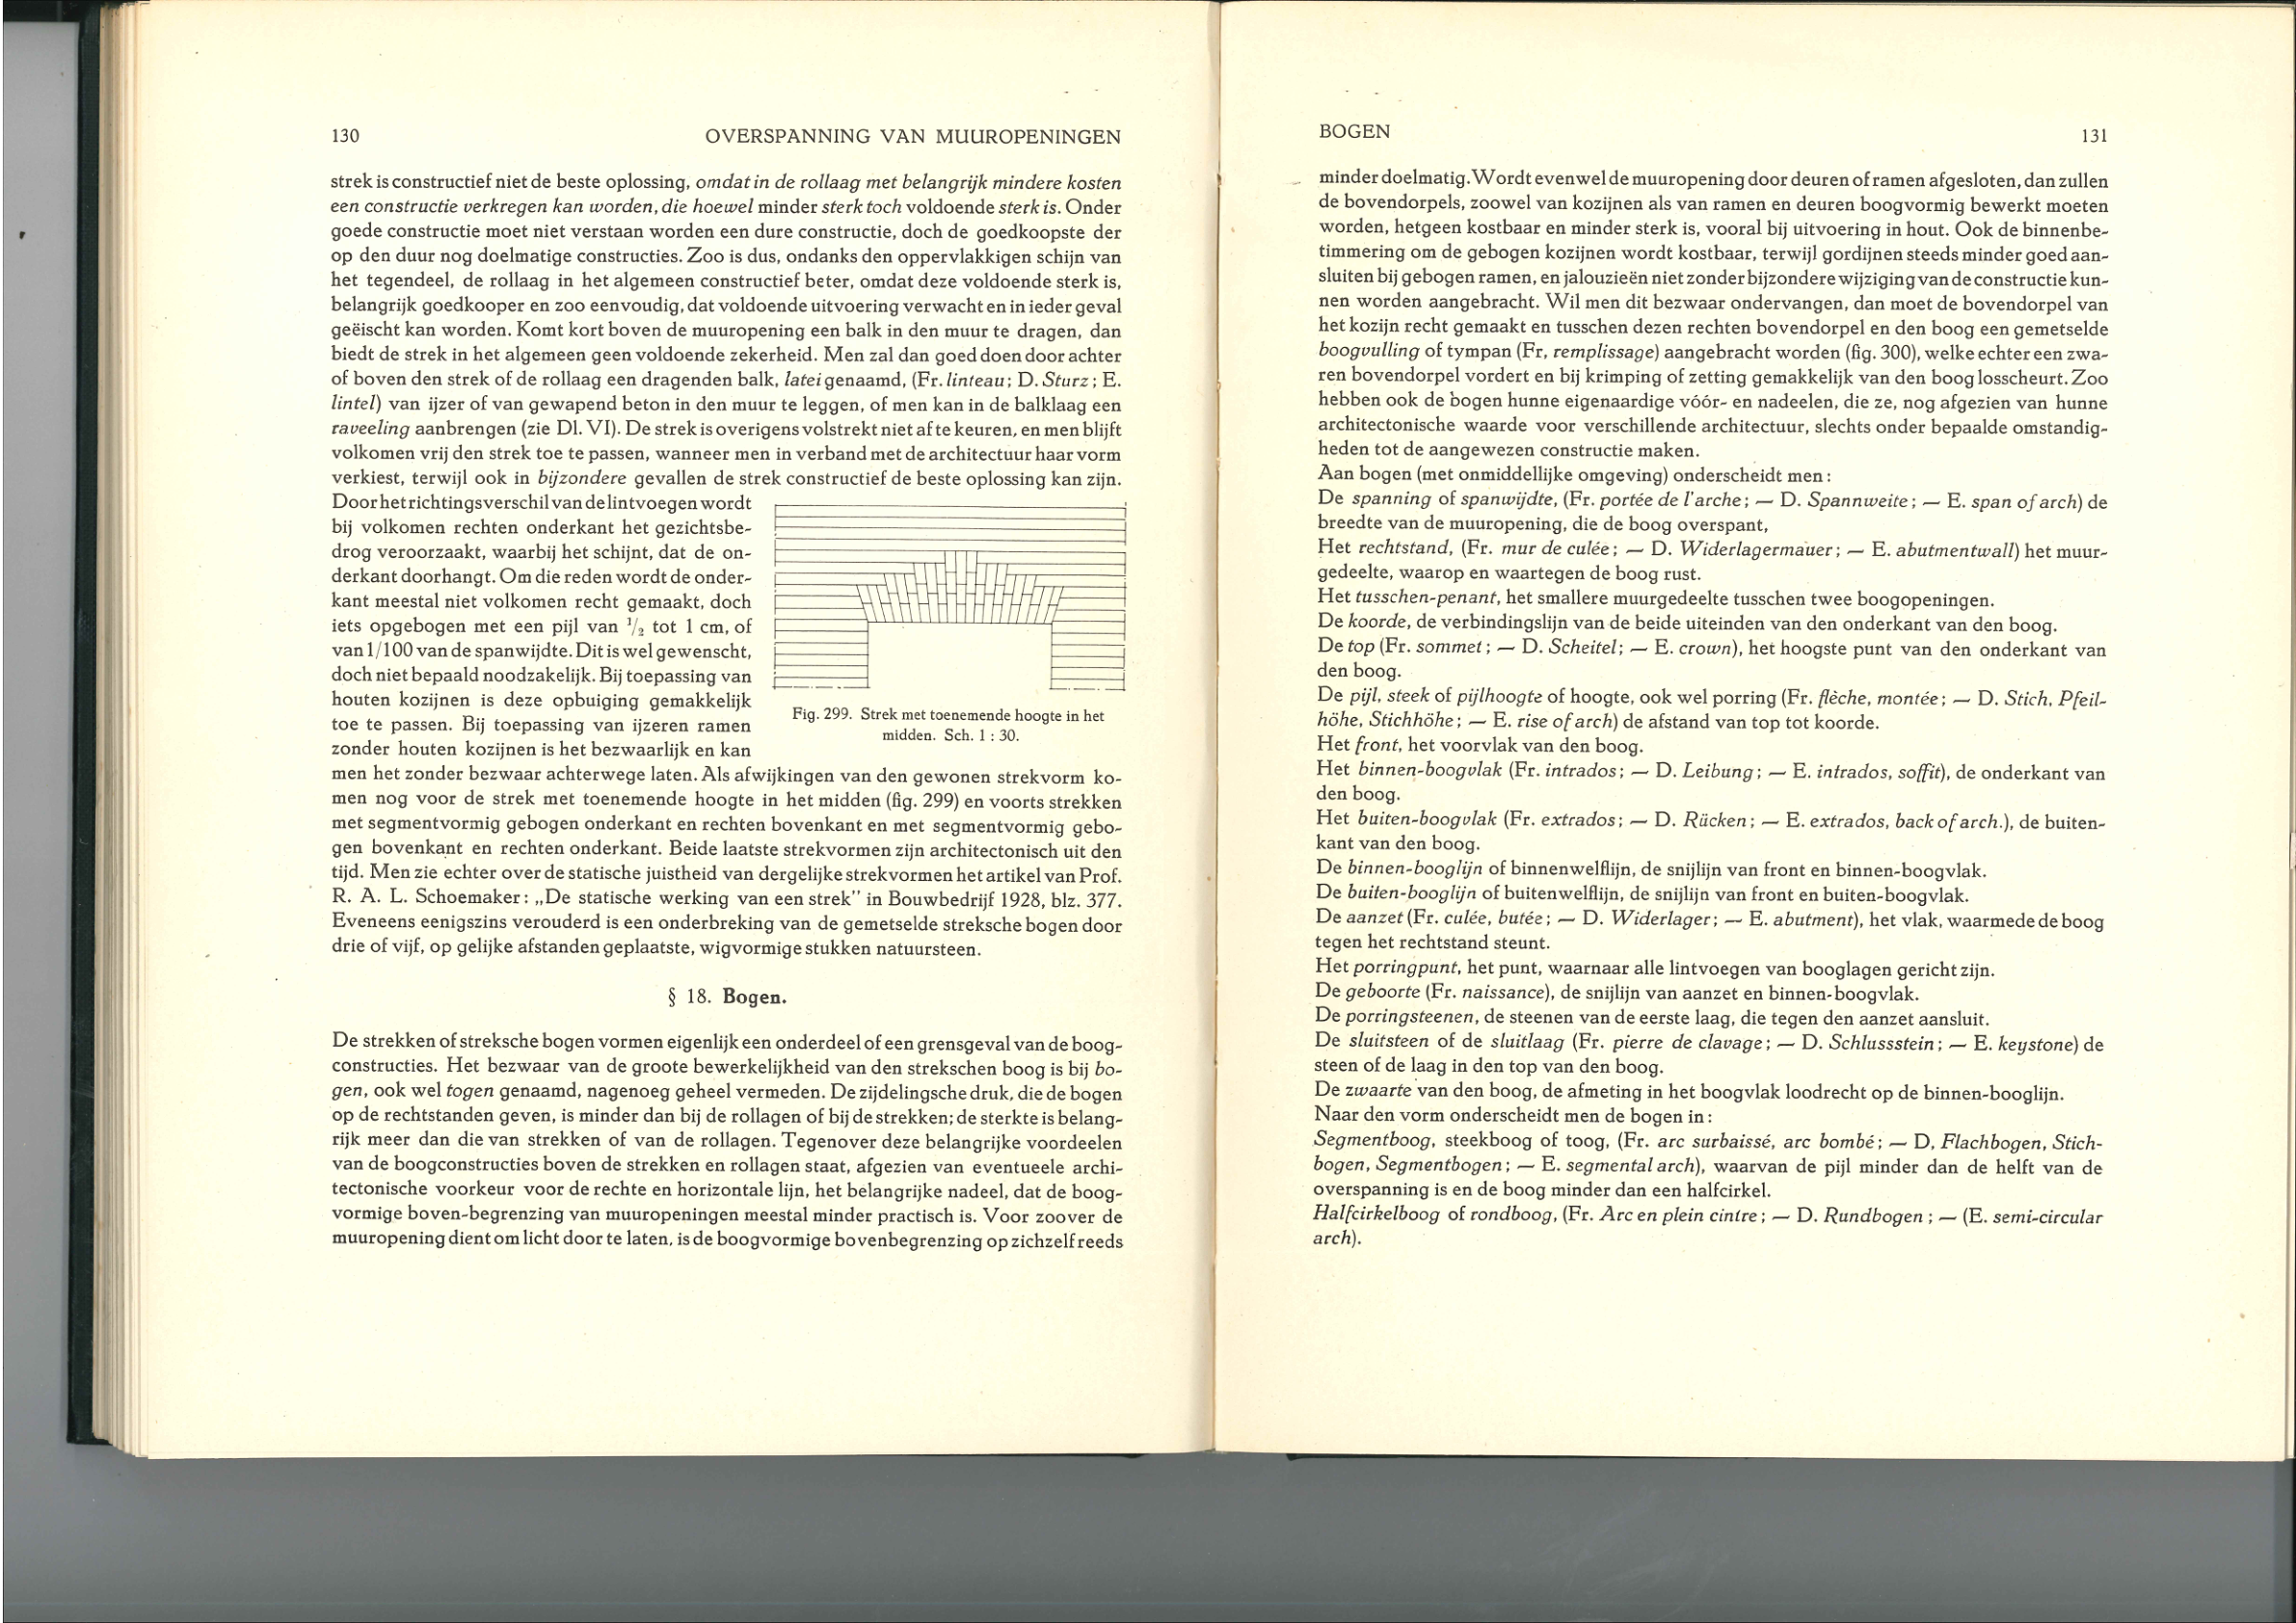 130 OVERSPANNING VAN MUUROPENINGEN
strek is constructief niet de beste oplossing, omdat in de rollaag met belangrijk mindere kosten
een constructie verkregen kan worden, die hoewel minder sterk toch voldoende sterk is. Onder
goede constructie moet niet verstaan worden een dure constructie, doch de goedkoopste der
op den duur nog doelmatige constructies. Zoo is dus, ondanks den oppervlakkigen schijn van
het tegendeel, de rollaag in het algemeen constructief beter, omdat deze voldoende sterk is,
belangrijk goedkooper en zoo eenvoudig, dat voldoende uitvoering verwacht en in ieder geval
geëischt kan worden. Komt kort boven de muuropening een balk in den muur te dragen, dan
biedt de strek in het algemeen geen voldoende zekerheid. Men zal dan goed doen door achter
of boven den strek of de rollaag een dragenden balk, latei genaamd, (Fr. linteau; D. Sturz; E.
lintel) van ijzer of van gewapend beton in den muur te leggen, of men kan in de balklaag een
raveeling aanbrengen (zie Dl. VI). De strek is overigens volstrekt niet af te keuren, en men blijft
volkomen vrij den strek toe te passen, wanneer men in verband met de architectuur haar vorm
verkiest, terwijl ook in bijzondere gevallen de strek constructief de beste oplossing kan zijn.
Door het richtingsverschil van de lintvoegen wordt
bij volkomen rechten onderkant het gezichtsbe-
drog veroorzaakt, waarbij het schijnt, dat de on-
derkant doorhangt. Om die reden wordt de onder-
kant meestal niet volkomen recht gemaakt, doch
iets opgebogen met een pijl van 1/2 tot 1 cm, of
van 1/100 van de spanwijdte. Dit is wel gewenscht,
doch niet bepaald noodzakelijk. Bij toepassing van
houten kozijnen is deze opbuiging gemakkelijk
toe te passen. Bij toepassing van ijzeren ramen
zonder houten kozijnen is het bezwaarlijk en kan
Fig. 299. Strek met toenemende hoogte in het
midden. Sch. 1 : 30.
men het zonder bezwaar achterwege laten. Als afwijkingen van den gewonen strekvorm ko-
men nog voor de strek met toenemende hoogte in het midden (fig. 299) en voorts strekken
met segmentvormig gebogen onderkant en rechten bovenkant en met segmentvormig gebo-
gen bovenkant en rechten onderkant. Beide laatste strekvormen zijn architectonisch uit den
tijd. Men zie echter over de statische juistheid van dergelijke strekvormen het artikel van Prof.
R. A. L. Schoemaker: „De statische werking van een strek" in Bouwbedrijf 1928, blz. 377.
Eveneens eenigszins verouderd is een onderbreking van de gemetselde streksche bogen door
drie of vijf, op gelijke afstanden geplaatste, wigvormige stukken natuursteen.
§ 18. Bogen.
De strekken of streksche bogen vormen eigenlijk een onderdeel of een grensgeval van de boog-
constructies. Het bezwaar van de groote bewerkelijkheid van den strekschen boog is bij bo-
gen, ook wel togen genaamd, nagenoeg geheel vermeden. De zijdelingsche druk, die de bogen
op de rechtstanden geven, is minder dan bij de rollagen of bij de strekken; de sterkte is belang-
rijk meer dan die van strekken of van de rollagen. Tegenover deze belangrijke voordeelen
van de boogconstructies boven de strekken en rollagen staat, afgezien van eventueele archi-
tectonische voorkeur voor de rechte en horizontale lijn, het belangrijke nadeel, dat de boog-
vormige boven-begrenzing van muuropeningen meestal minder practisch is. Voor zoover de
muuropening dient om licht door te laten, is de boogvormige bovenbegrenzing op zichzelf reeds
BOGEN 131
minder doelmatig. Wordt evenwel de muuropening door deuren of ramen afgesloten, dan zullen
de bovendorpels, zoowel van kozijnen als van ramen en deuren boogvormig bewerkt moeten
worden, hetgeen kostbaar en minder sterk is, vooral bij uitvoering in hout. Ook de binnenbe-
timmering om de gebogen kozijnen wordt kostbaar, terwijl gordijnen steeds minder goed aan-
sluiten bij gebogen ramen, en jalouzieën niet zonder bijzondere wijziging van de constructie kun-
nen worden aangebracht. Wil men dit bezwaar ondervangen, dan moet de bovendorpel van
het kozijn recht gemaakt en tusschen dezen rechten bovendorpel en den boog een gemetselde
boogvulling of tympan (Fr, remplissage) aangebracht worden (fig. 300), welke echter een zwa-
ren bovendorpel vordert en bij krimping of zetting gemakkelijk van den boog losscheurt. Zoo
hebben ook de bogen hunne eigenaardige vóór- en nadeelen, die ze, nog afgezien van hunne
architectonische waarde voor verschillende architectuur, slechts onder bepaalde omstandig-
heden tot de aangewezen constructie maken.
Aan bogen (met onmiddellijke omgeving) onderscheidt men:
De spanning of spanwijdte, (Fr. portée de l'arche; — D. Spannweite; — E. span of arch) de
breedte van de muuropening, die de boog overspant,
Het rechtstand, (Fr. mur de culée; — D. Widerlagermauer; — E. abutmentwall) het muur-
gedeelte, waarop en waartegen de boog rust.
Het tusschen-penant, het smallere muurgedeelte tusschen twee boogopeningen.
De koorde, de verbindingslijn van de beide uiteinden van den onderkant van den boog.
De top (Fr. sommet; — D. Scheitel; — E. crown), het hoogste punt van den onderkant van
den boog.
De pijl, steek of pijlhoogte of hoogte, ook wel porring (Fr. flèche, montée; — D. Stich, Pfeil-
höhe, Stichhöhe; — E. rise of arch) de afstand van top tot koorde.
Het front, het voorvlak van den boog.
Het binnen-boogvlak (Fr. intrados; — D. Leibung; — E. intrados, soffit), de onderkant van
den boog.
Het buiten-boogvlak (Fr. extrados; — D. Rücken; — E. extrados, back of arch.), de buiten-
kant van den boog.
De binnen-booglijn of binnenwelflijn, de snijlijn van front en binnen-boogvlak.
De buiten-booglijn of buitenwelflijn, de snijlijn van front en buiten-boogvlak.
De aanzet (Fr. culée, butée; — D. Widerlager; — E. abutment), het vlak, waarmede de boog
tegen het rechtstand steunt.
Het porringpunt, het punt, waarnaar alle lintvoegen van booglagen gericht zijn.
De geboorte (Fr. naissance), de snijlijn van aanzet en binnen-boogvlak.
De porringsteenen, de steenen van de eerste laag, die tegen den aanzet aansluit.
De sluitsteen of de sluitlaag (Fr. pierre de clavage; — D. Schlussstein; — E. keystone) de
steen of de laag in den top van den boog.
De zwaarte van den boog, de afmeting in het boogvlak loodrecht op de binnen-booglijn.
Naar den vorm onderscheidt men de bogen in:
Segmentboog, steekboog of toog, (Fr. arc surbaissé, arc bombé; — D, Flachbogen, Stich-
bogen, Segmentbogen; — E. segmental arch), waarvan de pijl minder dan de helft van de
overspanning is en de boog minder dan een halfcirkel.
Halfcirkelboog of rondboog, (Fr. Arc en plein cintre; — D. Rundbogen; — (E. semi-circular
arch).